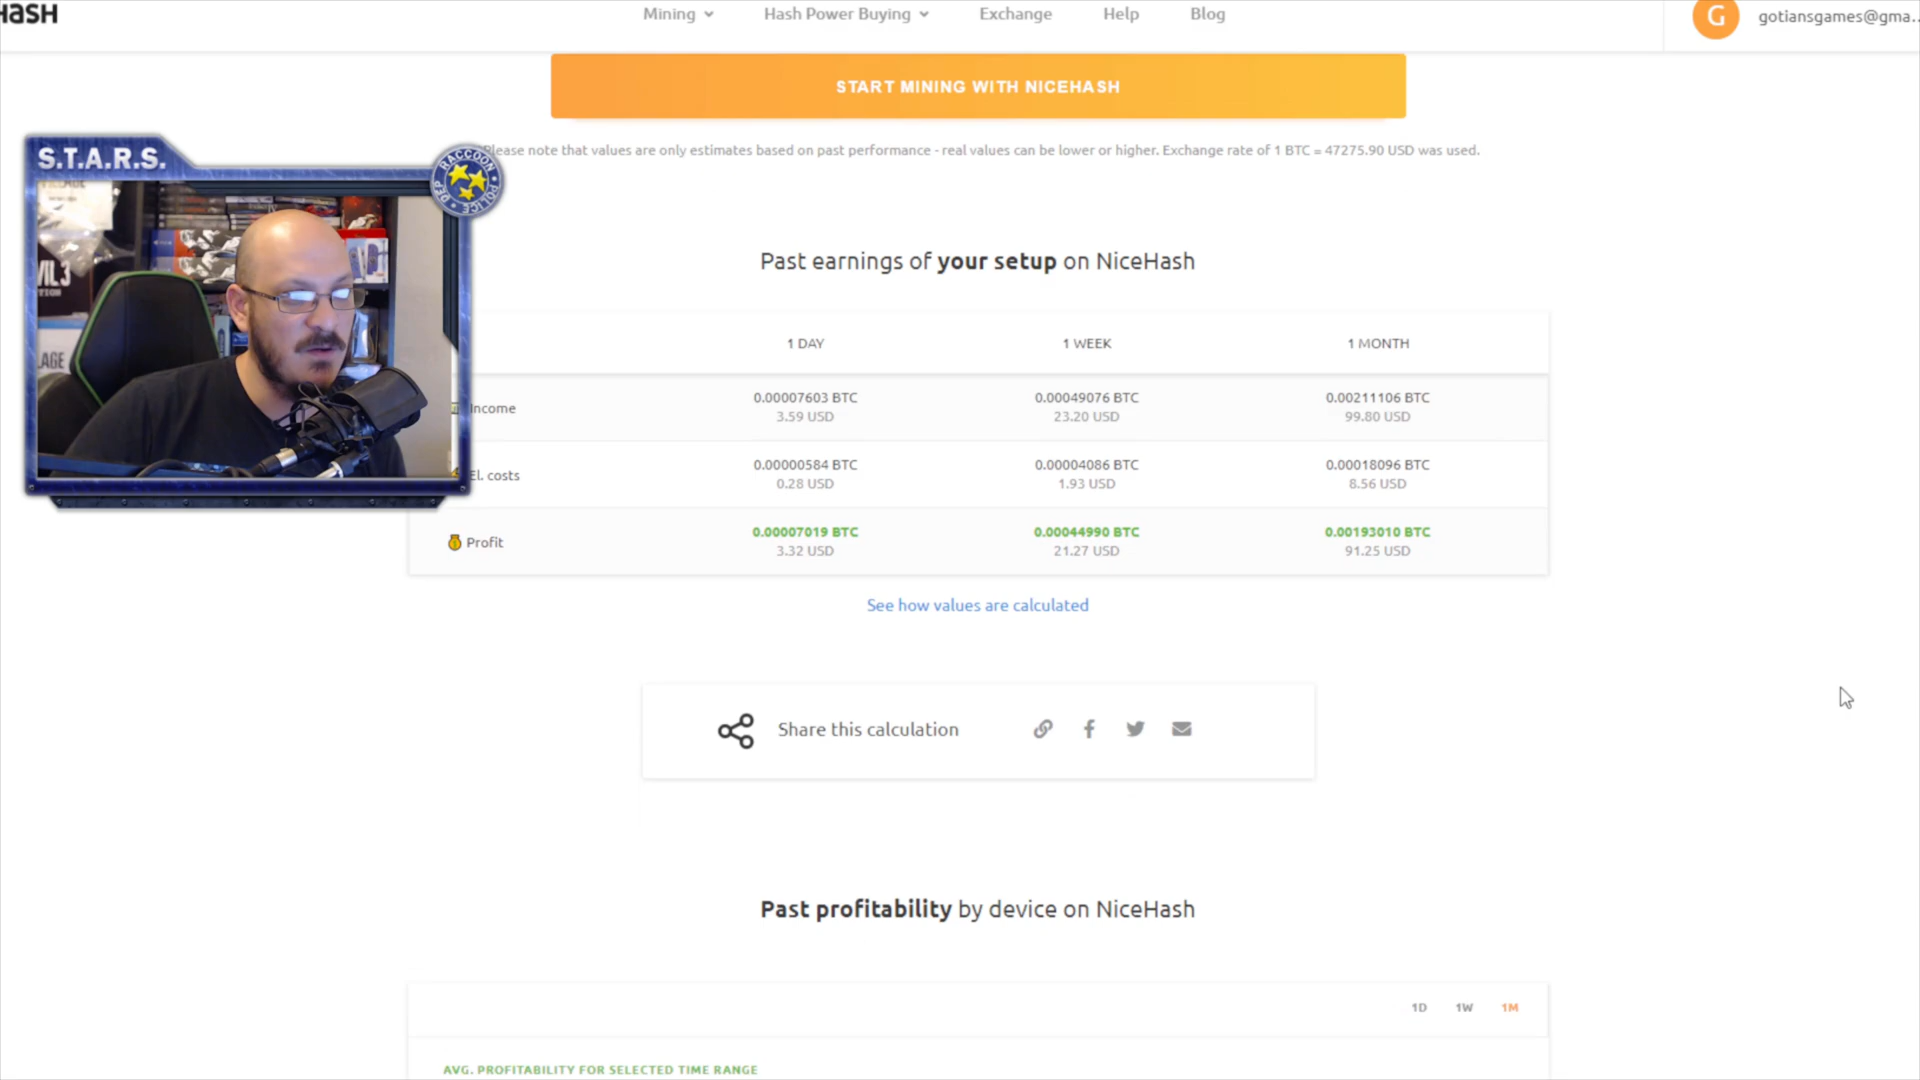 HASH
Mining
Hash Power Buying
Exchange
Help
Blog
G
gotiansgames@gma...
START MINING WITH NICEHASH
Please note that values are only estimates based on past performance - real values can be lower or higher. Exchange rate of 1 BTC = 47275.90 USD was used.
S.T.A.R.S.
RACCOON
POLICE
DEP
Past earnings of your setup on NiceHash
1 DAY
1 WEEK
1 MONTH
Income
0.00007603 BTC
3.59 USD
0.00049076 BTC
23.20 USD
0.00211106 BTC
99.80 USD
El. costs
0.00000584 BTC
0.28 USD
0.00004086 BTC
1.93 USD
0.00018096 BTC
8.56 USD
Profit
0.00007019 BTC
3.32 USD
0.00044990 BTC
21.27 USD
0.00193010 BTC
91.25 USD
See how values are calculated
Share this calculation
Past profitability by device on NiceHash
1D
1W
1M
AVG. PROFITABILITY FOR SELECTED TIME RANGE